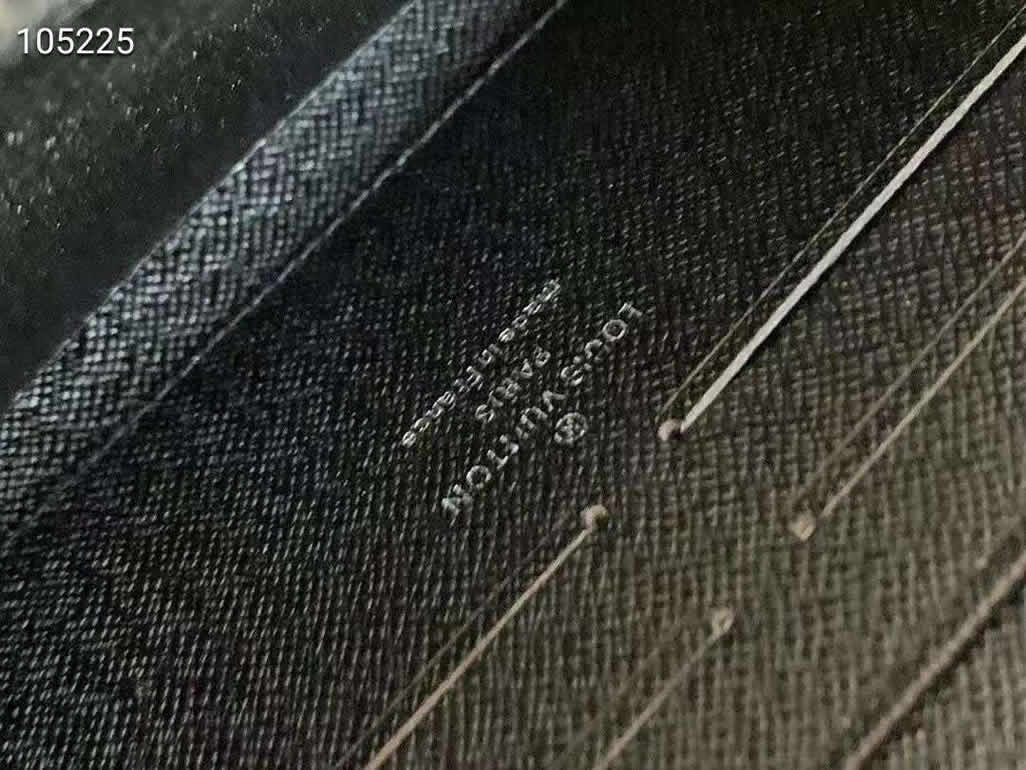 105225
LOUIS VUITTON
®
PARIS
made in France